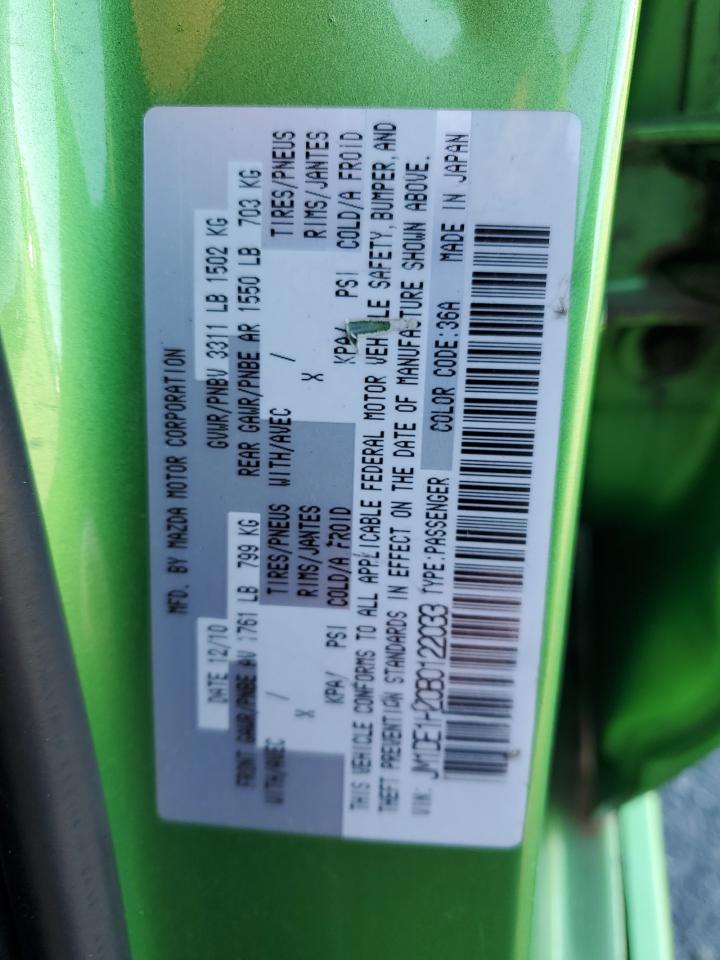 MFD. BY MAZDA MOTOR CORPORATION
DATE 12/10 GVWR/PNBV 3311 LB 1502 KG
FRONT GAWR/PNBE AV 1761 LB 799 KG REAR GAWR/PNBE AR 1550 LB 703 KG
WITH/AVEC / TIRES/PNEUS WITH/AVEC / TIRES/PNEUS
X RIMS/JANTES X RIMS/JANTES
KPA/ PSI COLD/A FROID KPA/ PSI COLD/A FROID
THIS VEHICLE CONFORMS TO ALL APPLICABLE FEDERAL MOTOR VEHICLE SAFETY, BUMPER, AND
THEFT PREVENTION STANDARDS IN EFFECT ON THE DATE OF MANUFACTURE SHOWN ABOVE.
VIN: JM1DE1H20B0122033 TYPE:PASSENGER COLOR CODE:36A MADE IN JAPAN